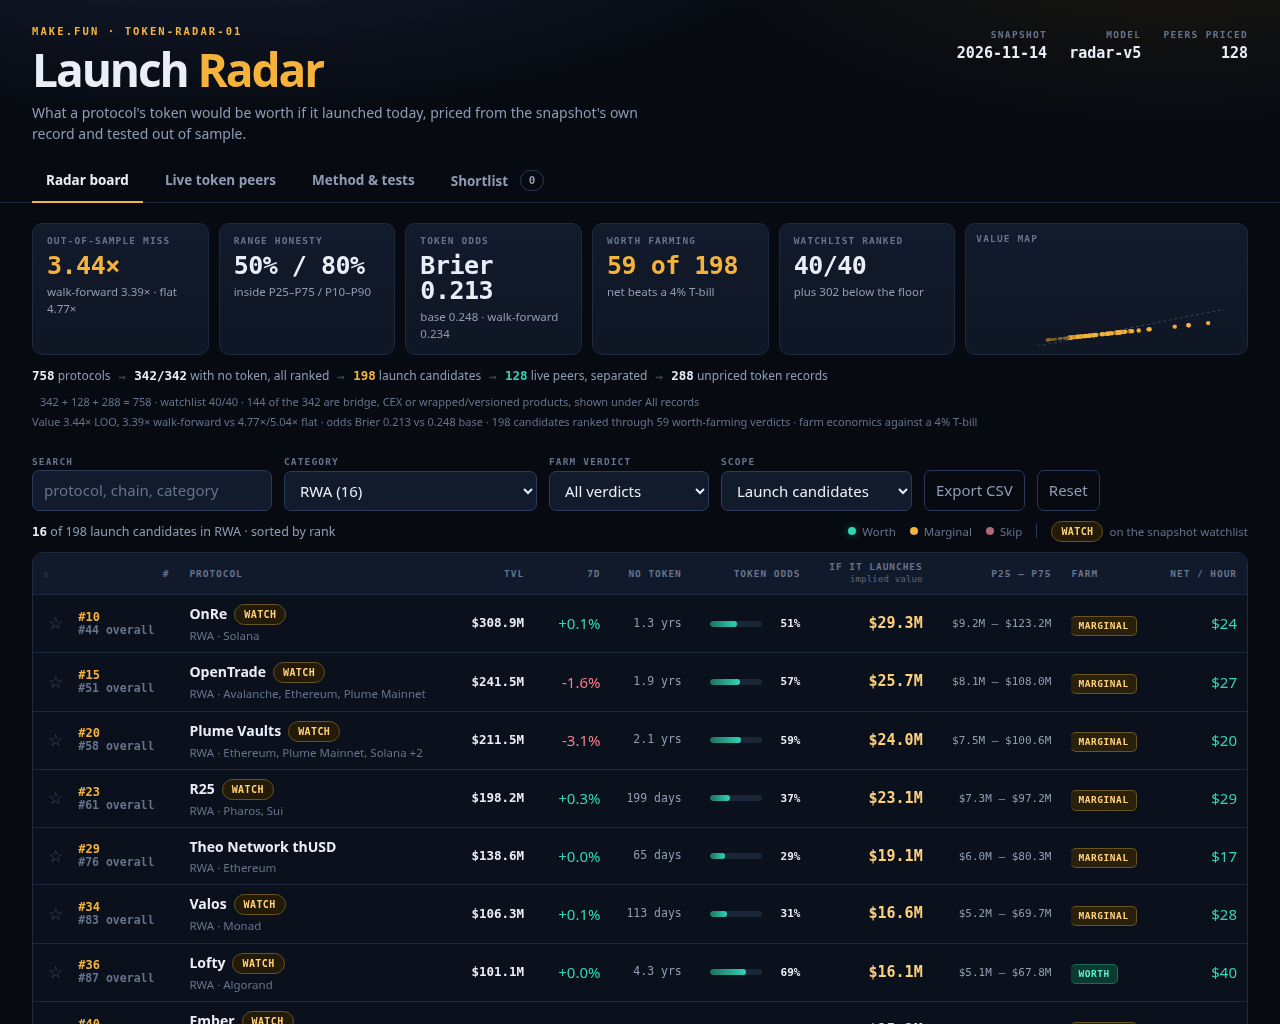 MAKE.FUN · TOKEN-RADAR-01
Launch Radar
What a protocol's token would be worth if it launched today, priced from the snapshot's own
record and tested out of sample.
SNAPSHOT
2026-11-14
MODEL
radar-v5
PEERS PRICED
128
Radar board
Live token peers
Method & tests
Shortlist 0
OUT-OF-SAMPLE MISS
3.44×
walk-forward 3.39× · flat
4.77×
RANGE HONESTY
50% / 80%
inside P25–P75 / P10–P90
TOKEN ODDS
Brier
0.213
base 0.248 · walk-forward
0.234
WORTH FARMING
59 of 198
net beats a 4% T-bill
WATCHLIST RANKED
40/40
plus 302 below the floor
VALUE MAP
758 protocols → 342/342 with no token, all ranked → 198 launch candidates → 128 live peers, separated → 288 unpriced token records
342 + 128 + 288 = 758 · watchlist 40/40 · 144 of the 342 are bridge, CEX or wrapped/versioned products, shown under All records
Value 3.44× LOO, 3.39× walk-forward vs 4.77×/5.04× flat · odds Brier 0.213 vs 0.248 base · 198 candidates ranked through 59 worth-farming verdicts · farm economics against a 4% T-bill
SEARCH
protocol, chain, category
CATEGORY
RWA (16)
FARM VERDICT
All verdicts
SCOPE
Launch candidates
Export CSV
Reset
16 of 198 launch candidates in RWA · sorted by rank
Worth Marginal Skip WATCH on the snapshot watchlist
# PROTOCOL TVL 7D NO TOKEN TOKEN ODDS IF IT LAUNCHES P25 – P75 FARM NET / HOUR
implied value
#10 OnRe WATCH $308.9M +0.1% 1.3 yrs 51% $29.3M $9.2M – $123.2M MARGINAL $24
#44 overall RWA · Solana
#15 OpenTrade WATCH $241.5M -1.6% 1.9 yrs 57% $25.7M $8.1M – $108.0M MARGINAL $27
#51 overall RWA · Avalanche, Ethereum, Plume Mainnet
#20 Plume Vaults WATCH $211.5M -3.1% 2.1 yrs 59% $24.0M $7.5M – $100.6M MARGINAL $20
#58 overall RWA · Ethereum, Plume Mainnet, Solana +2
#23 R25 WATCH $198.2M +0.3% 199 days 37% $23.1M $7.3M – $97.2M MARGINAL $29
#61 overall RWA · Pharos, Sui
#29 Theo Network thUSD $138.6M +0.0% 65 days 29% $19.1M $6.0M – $80.3M MARGINAL $17
#76 overall RWA · Ethereum
#34 Valos WATCH $106.3M +0.1% 113 days 31% $16.6M $5.2M – $69.7M MARGINAL $28
#83 overall RWA · Monad
#36 Lofty WATCH $101.1M +0.0% 4.3 yrs 69% $16.1M $5.1M – $67.8M WORTH $40
#87 overall RWA · Algorand
#40 Ember WATCH